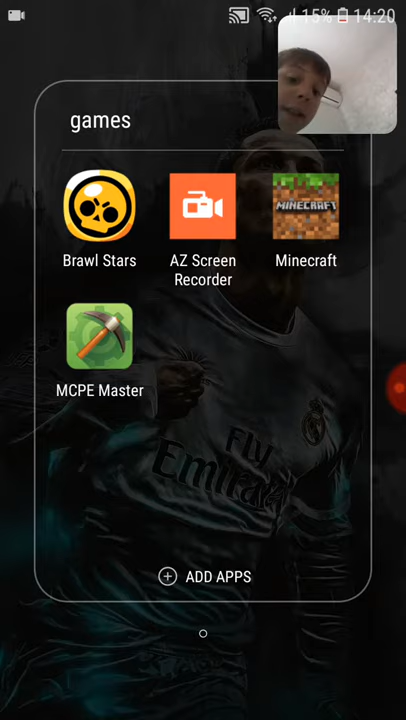 15% 14:20
games
MINECRAFT
Brawl Stars
AZ Screen
Recorder
Minecraft
MCPE Master
Fly
Emirates
ADD APPS